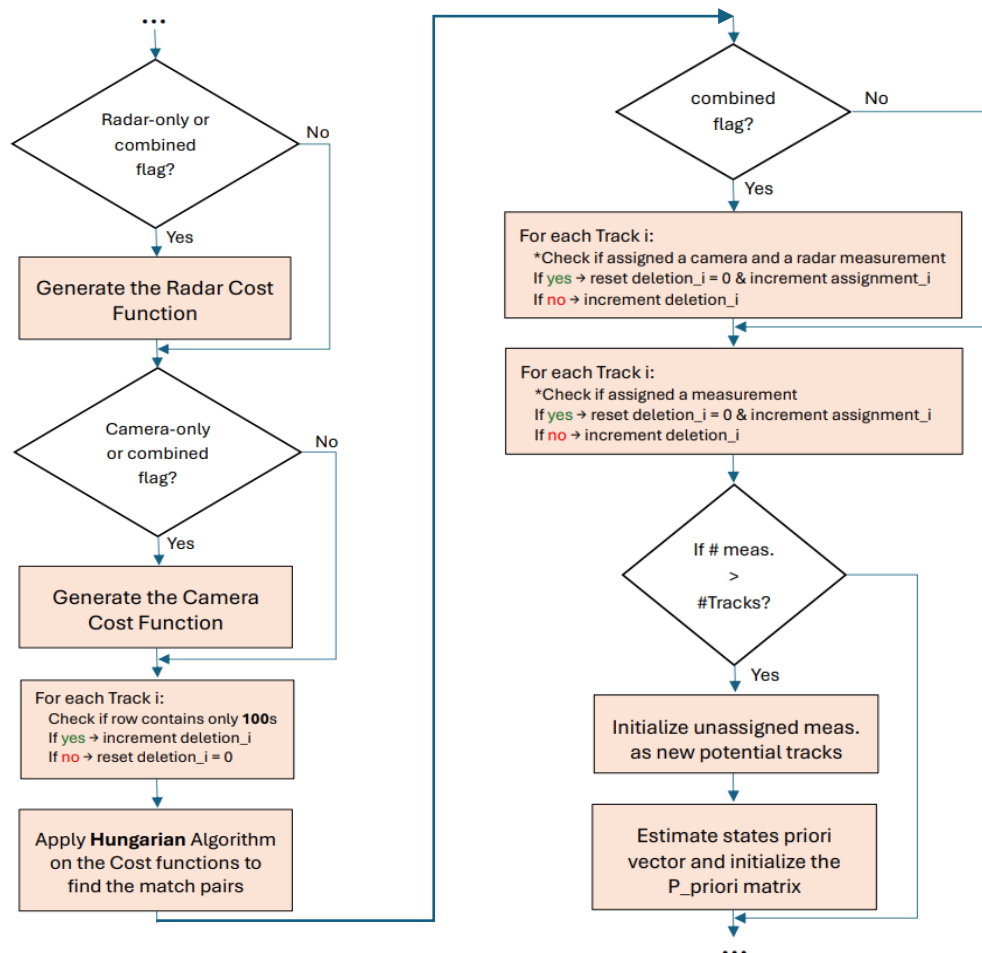 ...
Radar-only or
combined
flag?
No
Yes
Generate the Radar Cost
Function
Camera-only
or combined
flag?
No
Yes
Generate the Camera
Cost Function
For each Track i:
Check if row contains only 100s
If yes → increment deletion_i
If no → reset deletion_i = 0
Apply Hungarian Algorithm
on the Cost functions to
find the match pairs
combined
flag?
No
Yes
For each Track i:
*Check if assigned a camera and a radar measurement
If yes → reset deletion_i = 0 & increment assignment_i
If no → increment deletion_i
For each Track i:
*Check if assigned a measurement
If yes → reset deletion_i = 0 & increment assignment_i
If no → increment deletion_i
If # meas.
>
#Tracks?
Yes
Initialize unassigned meas.
as new potential tracks
Estimate states priori
vector and initialize the
P_priori matrix
...